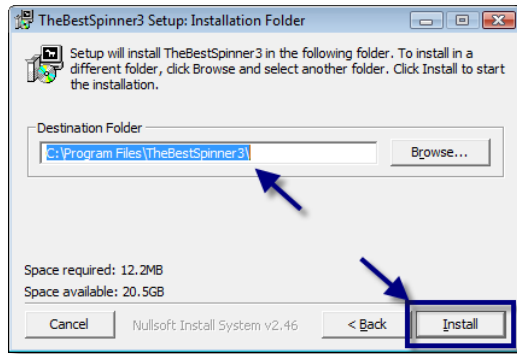 TheBestSpinner3 Setup: Installation Folder
Setup will install TheBestSpinner3 in the following folder. To install in a
different folder, click Browse and select another folder. Click Install to start
the installation.
Destination Folder
C:\Program Files\TheBestSpinner3\
Browse...
Space required: 12.2MB
Space available: 20.5GB
Cancel
Nullsoft Install System v2.46
< Back
Install